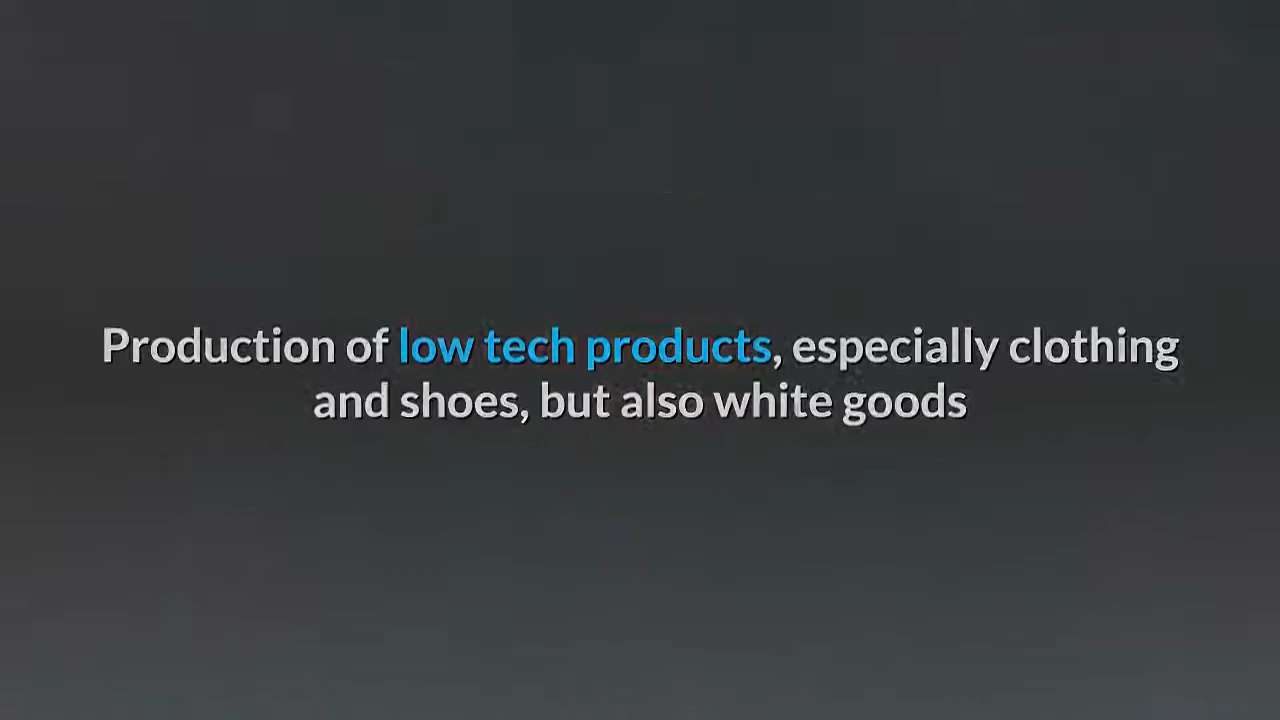 Production of low tech products, especially clothing
and shoes, but also white goods